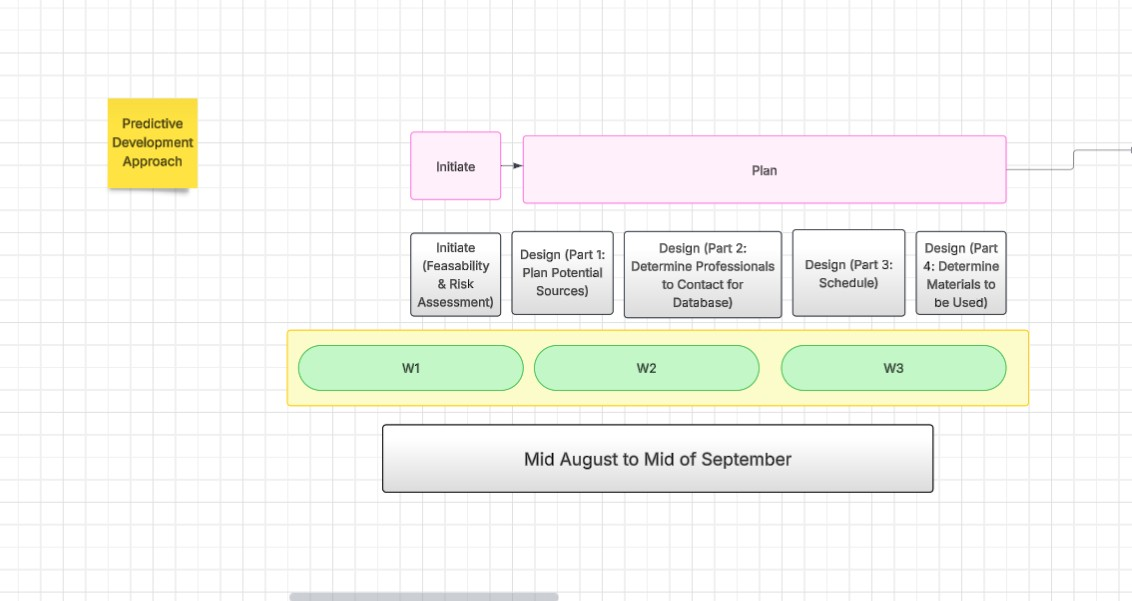 Predictive
Development
Approach
Initiate
Plan
Initiate
(Feasability
& Risk
Assessment)
Design (Part 1:
Plan Potential
Sources)
Design (Part 2:
Determine Professionals
to Contact for
Database)
Design (Part 3:
Schedule)
Design (Part
4: Determine
Materials to
be Used)
W1
W2
W3
Mid August to Mid of September